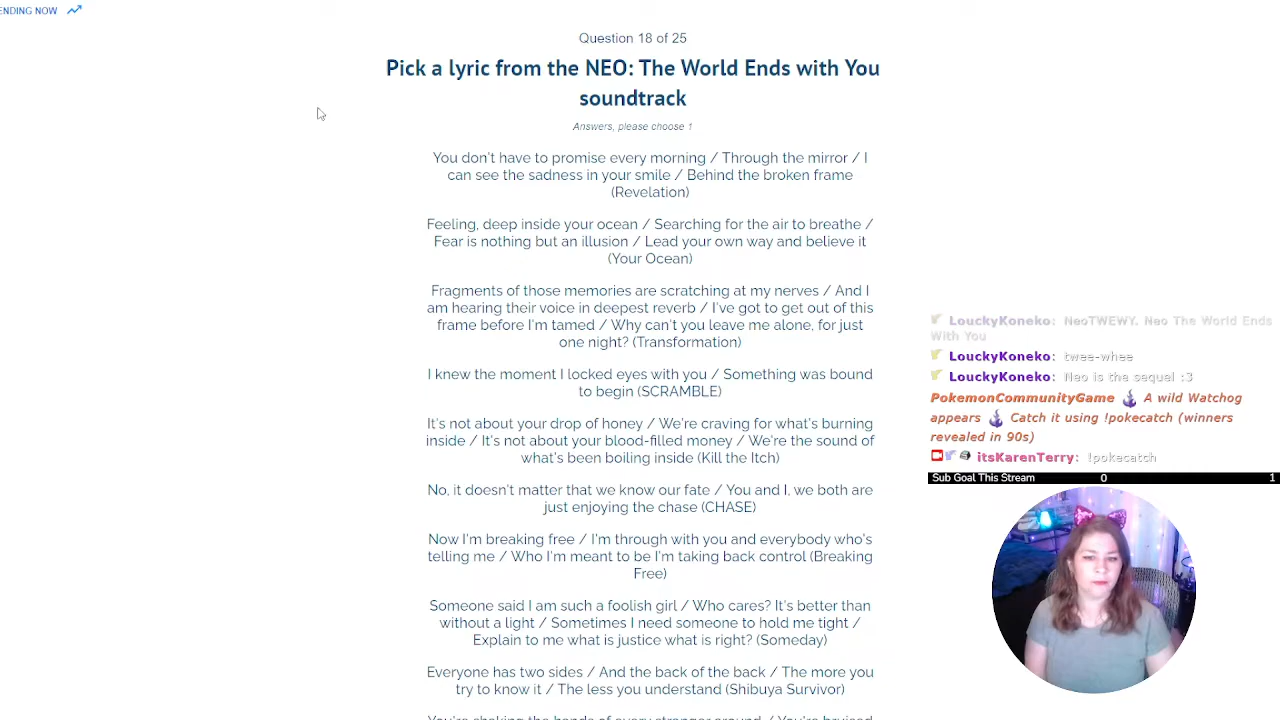 ENDING NOW
Question 18 of 25
Pick a lyric from the NEO: The World Ends with You
soundtrack
Answers, please choose 1
You don't have to promise every morning / Through the mirror / I
can see the sadness in your smile / Behind the broken frame
(Revelation)
Feeling, deep inside your ocean / Searching for the air to breathe /
Fear is nothing but an illusion / Lead your own way and believe it
(Your Ocean)
Fragments of those memories are scratching at my nerves / And I
am hearing their voice in deepest reverb / I've got to get out of this
frame before I'm tamed / Why can't you leave me alone, for just
one night? (Transformation)
I knew the moment I locked eyes with you / Something was bound
to begin (SCRAMBLE)
It's not about your drop of honey / We're craving for what's burning
inside / It's not about your blood-filled money / We're the sound of
what's been boiling inside (Kill the Itch)
No, it doesn't matter that we know our fate / You and I, we both are
just enjoying the chase (CHASE)
Now I'm breaking free / I'm through with you and everybody who's
telling me / Who I'm meant to be I'm taking back control (Breaking
Free)
Someone said I am such a foolish girl / Who cares? It's better than
without a light / Sometimes I need someone to hold me tight /
Explain to me what is justice what is right? (Someday)
Everyone has two sides / And the back of the back / The more you
try to know it / The less you understand (Shibuya Survivor)
You're shaking the hands of every stranger around / You're bruised
LouckyKoneko: NeoTWEWY. Neo The World Ends
With You
LouckyKoneko: twee-whee
LouckyKoneko: Neo is the sequel :3
PokemonCommunityGame A wild Watchog
appears Catch it using !pokecatch (winners
revealed in 90s)
itsKarenTerry: !pokecatch
Sub Goal This Stream 0 1